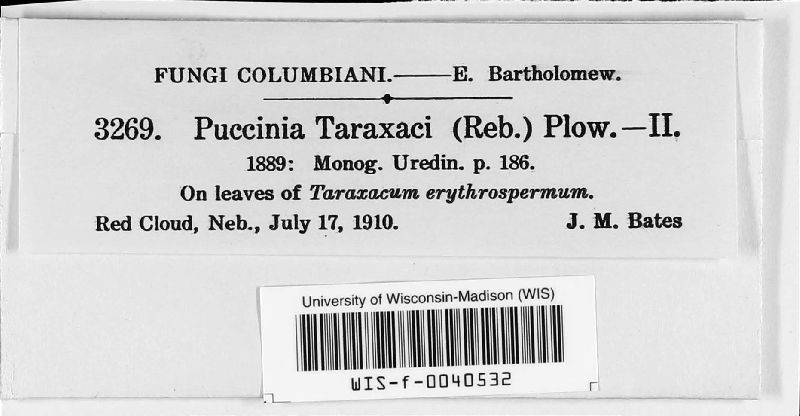 FUNGI COLUMBIANI.——E. Bartholomew.
3269. Puccinia Taraxaci (Reb.) Plow.—II.
1889: Monog. Uredin. p. 186.
On leaves of Taraxacum erythrospermum.
Red Cloud, Neb., July 17, 1910. J. M. Bates
University of Wisconsin-Madison (WIS)
WIS-f-0040532